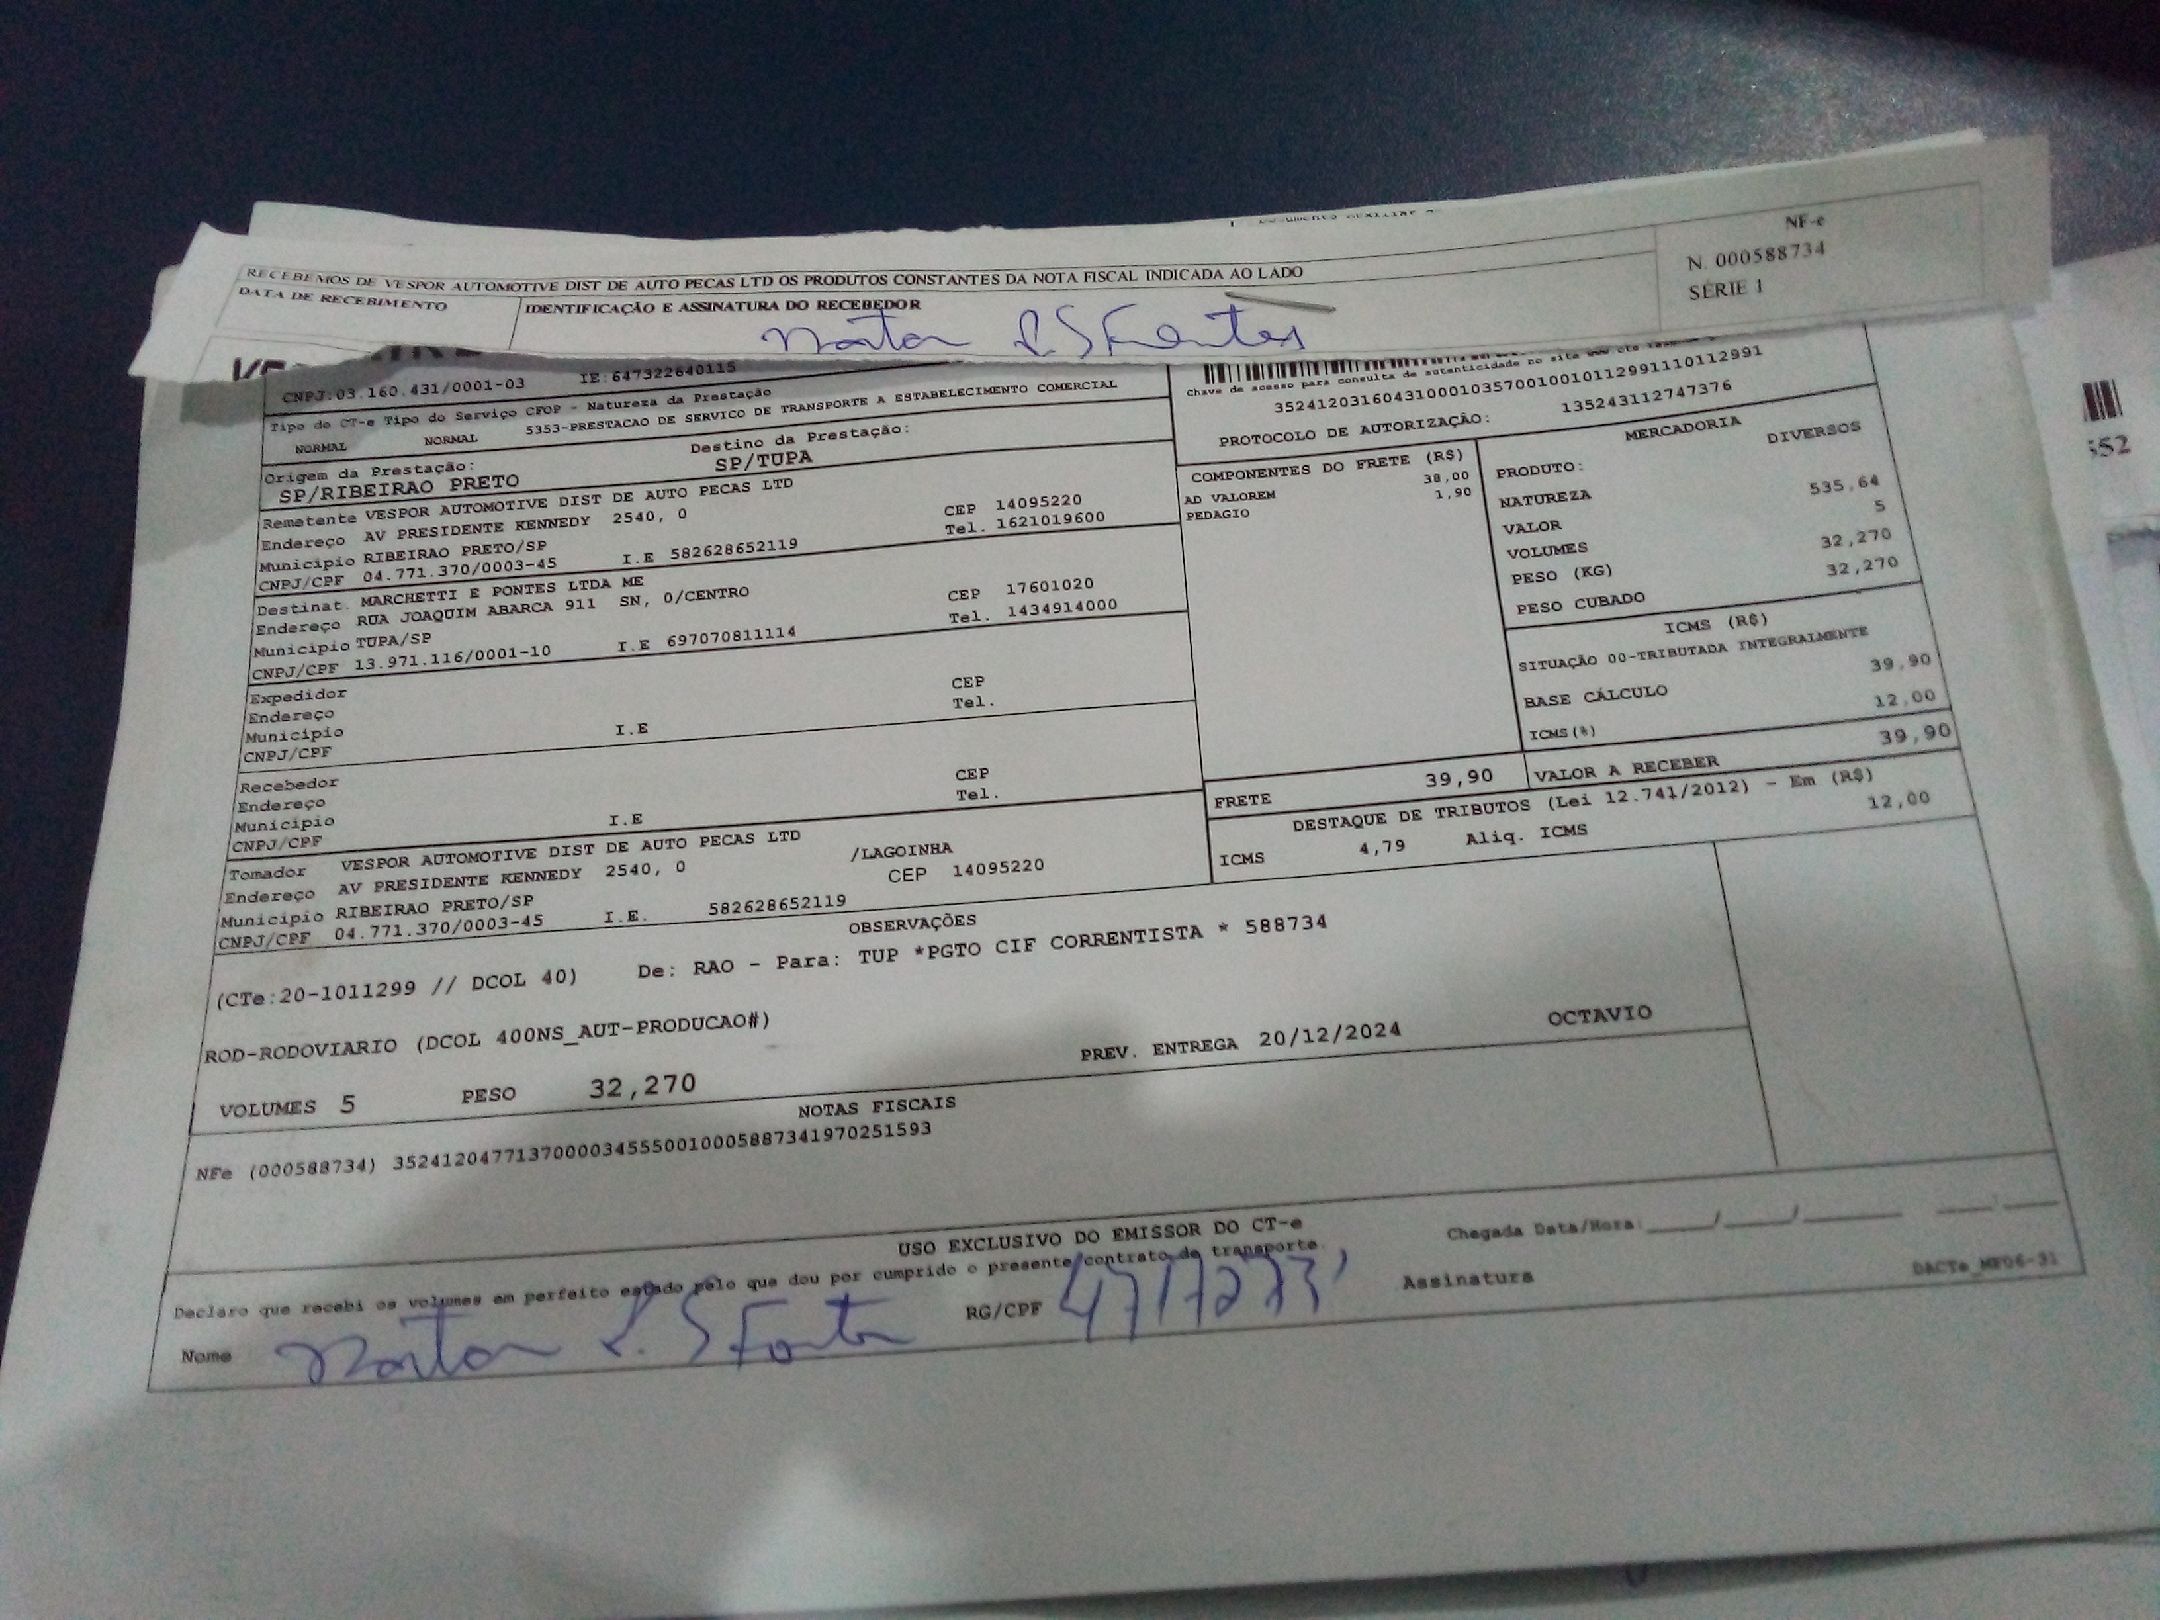 RECEBEMOS DE VESPOR AUTOMOTIVE DIST DE AUTO PECAS LTD OS PRODUTOS CONSTANTES DA NOTA FISCAL INDICADA AO LADO
DATA DE RECEBIMENTO IDENTIFICAÇÃO E ASSINATURA DO RECEBEDOR
NF-e
N. 000588734
SÉRIE 1
CNPJ:03.160.431/0001-03 IE:647322640115
Tipo do CT-e Tipo do Serviço CFOP - Natureza da Prestação
NORMAL NORMAL 5353-PRESTACAO DE SERVICO DE TRANSPORTE A ESTABELECIMENTO COMERCIAL
Origem da Prestação: Destino da Prestação:
SP/RIBEIRAO PRETO SP/TUPA
Remetente VESPOR AUTOMOTIVE DIST DE AUTO PECAS LTD
Endereço AV PRESIDENTE KENNEDY 2540, 0 CEP 14095220
Município RIBEIRAO PRETO/SP Tel. 1621019600
CNPJ/CPF 04.771.370/0003-45 I.E 582628652119
Destinat. MARCHETTI E PONTES LTDA ME
Endereço RUA JOAQUIM ABARCA 911 SN, 0/CENTRO CEP 17601020
Município TUPA/SP Tel. 1434914000
CNPJ/CPF 13.971.116/0001-10 I.E 697070811114
Expedidor
Endereço CEP
Município Tel.
CNPJ/CPF I.E
Recebedor
Endereço CEP
Município Tel.
CNPJ/CPF I.E
Tomador VESPOR AUTOMOTIVE DIST DE AUTO PECAS LTD
Endereço AV PRESIDENTE KENNEDY 2540, 0 /LAGOINHA
Município RIBEIRAO PRETO/SP CEP 14095220
CNPJ/CPF 04.771.370/0003-45 I.E. 582628652119
Chave de acesso para consulta de autenticidade no site www cte
35241203160431000103570010010112991110112991
PROTOCOLO DE AUTORIZAÇÃO: 135243112747376
COMPONENTES DO FRETE (R$)
AD VALOREM 38,00
PEDAGIO 1,90
MERCADORIA
PRODUTO: DIVERSOS
NATUREZA
VALOR 535,64
VOLUMES 5
PESO (KG) 32,270
PESO CUBADO 32,270
ICMS (R$)
SITUAÇÃO 00-TRIBUTADA INTEGRALMENTE
BASE CÁLCULO 39,90
ICMS(%) 12,00
FRETE 39,90 VALOR A RECEBER 39,90
DESTAQUE DE TRIBUTOS (Lei 12.741/2012) - Em (R$)
ICMS 4,79 Aliq. ICMS 12,00
OBSERVAÇÕES
(CTe:20-1011299 // DCOL 40) De: RAO - Para: TUP *PGTO CIF CORRENTISTA * 588734
ROD-RODOVIARIO (DCOL 400NS_AUT-PRODUCAO#)
PREV. ENTREGA 20/12/2024 OCTAVIO
VOLUMES 5 PESO 32,270
NOTAS FISCAIS
NFe (000588734) 35241204771370000345550010005887341970251593
USO EXCLUSIVO DO EMISSOR DO CT-e
Declaro que recebi os volumes em perfeito estado pelo que dou por cumprido o presente contrato de transporte.
Chegada Data/Hora:____/____/______ ___:___
Nome RG/CPF Assinatura
DACTe_MF06-31
552